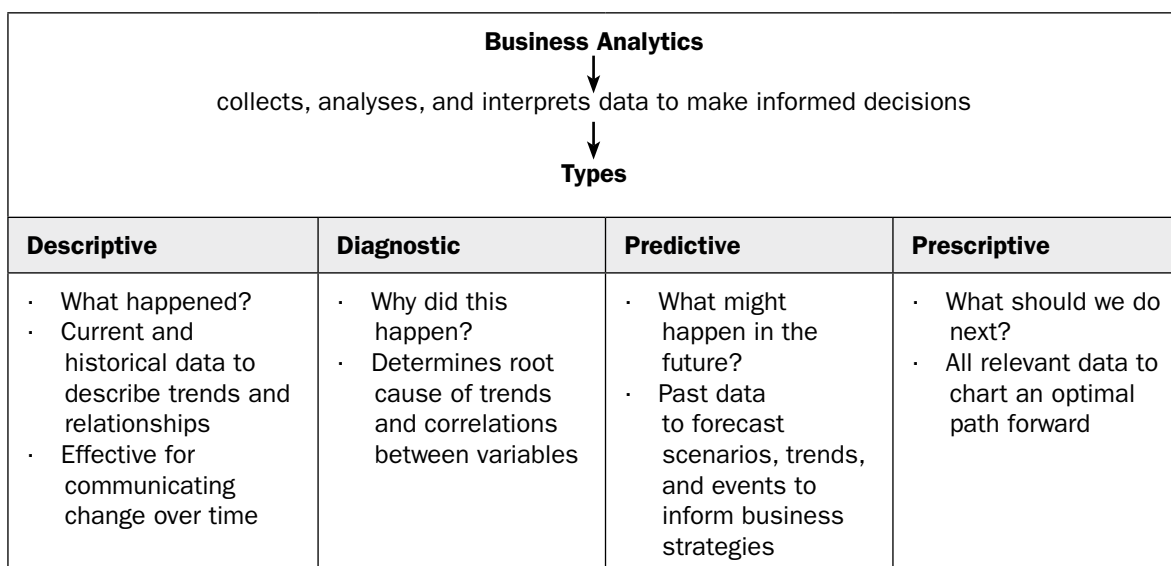 Business Analytics
collects, analyses, and interprets data to make informed decisions
Types
Descriptive
· What happened?
· Current and
historical data to
describe trends and
relationships
· Effective for
communicating
change over time
Diagnostic
· Why did this
happen?
· Determines root
cause of trends
and correlations
between variables
Predictive
· What might
happen in the
future?
· Past data
to forecast
scenarios, trends,
and events to
inform business
strategies
Prescriptive
· What should we do
next?
· All relevant data to
chart an optimal
path forward